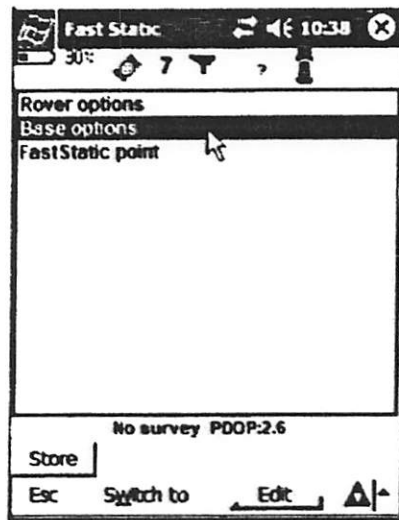 Fast Static 10:38
30%
7 ?
Rover options
Base options
FastStatic point
No survey PDOP:2.6
Store
Esc Switch to Edit